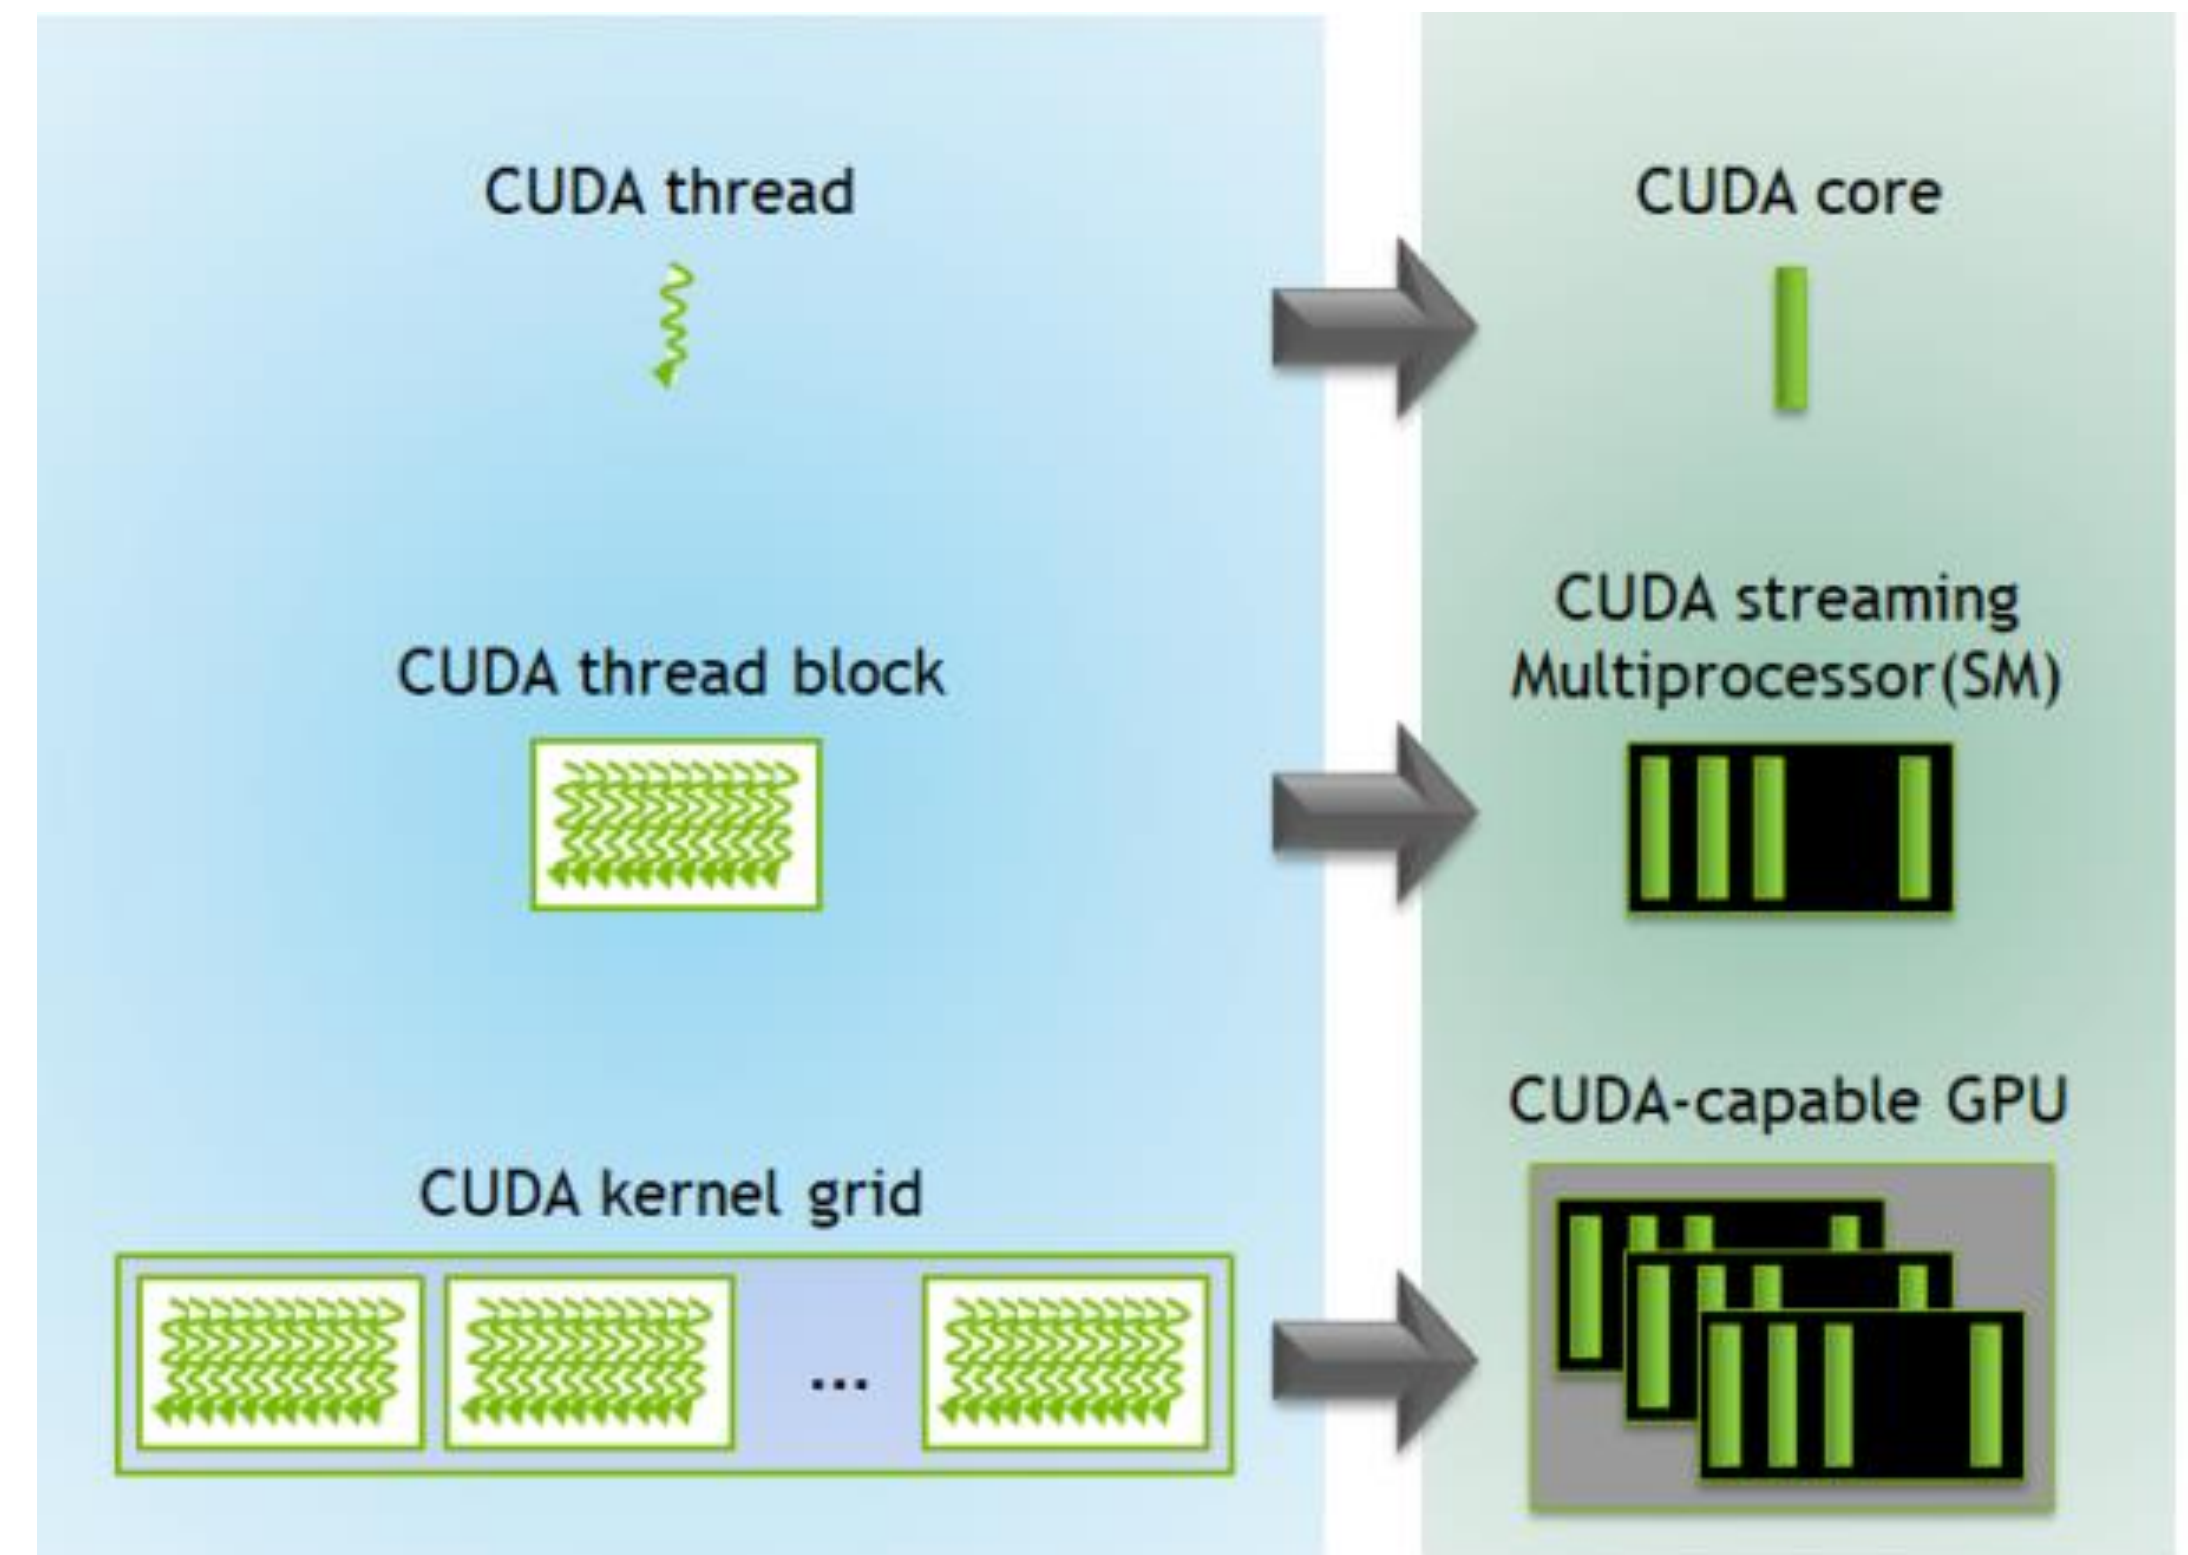 CUDA thread
CUDA core
CUDA thread block
CUDA streaming
Multiprocessor(SM)
CUDA kernel grid
...
CUDA-capable GPU